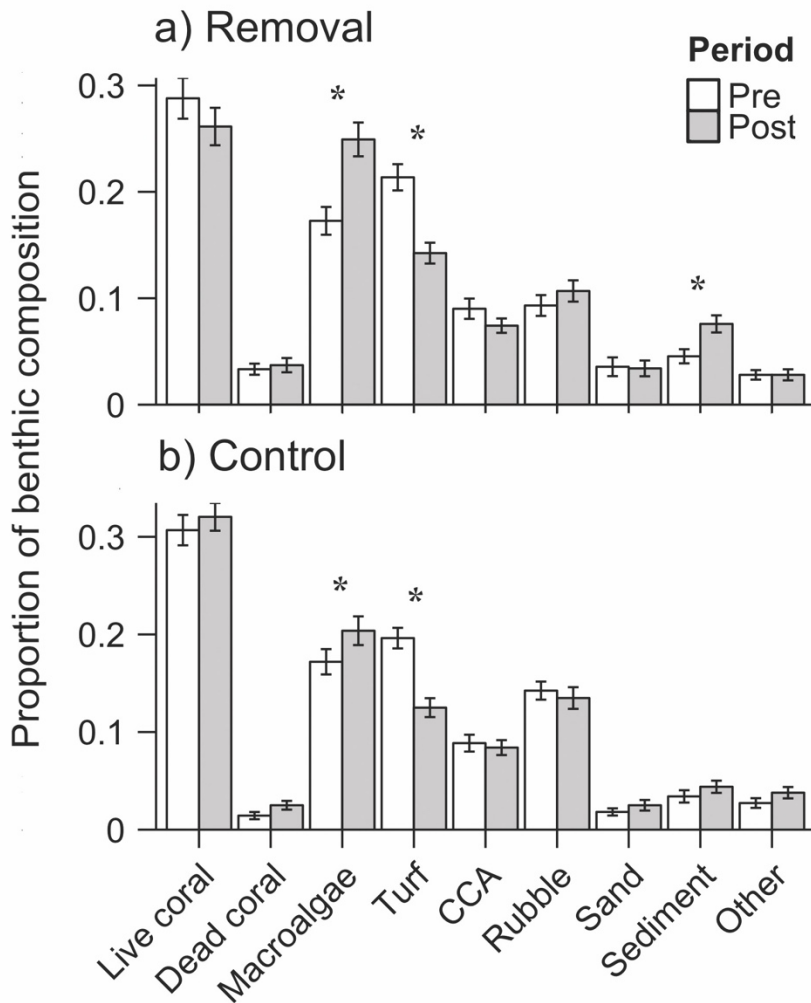 a) Removal
Period
Pre
Post
0.3
0.2
0.1
0
*
*
*
Proportion of benthic composition
b) Control
0.3
0.2
0.1
0
*
*
Live coral
Dead coral
Macroalgae
Turf
CCA
Rubble
Sand
Sediment
Other